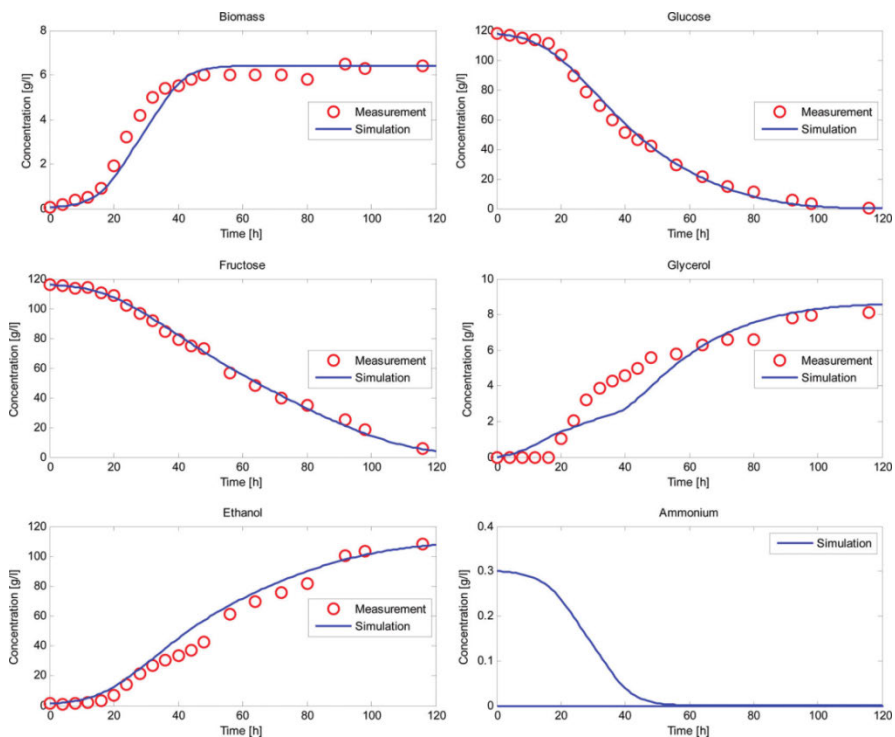 Biomass
Concentration [g/l]
8
6
4
2
0
0 20 40 60 80 100 120
Time [h]
Measurement
Simulation
Glucose
Concentration [g/l]
120
100
80
60
40
20
0
0 20 40 60 80 100 120
Time [h]
Measurement
Simulation
Fructose
Concentration [g/l]
120
100
80
60
40
20
0
0 20 40 60 80 100 120
Time [h]
Measurement
Simulation
Glycerol
Concentration [g/l]
10
8
6
4
2
0
0 20 40 60 80 100 120
Time [h]
Measurement
Simulation
Ethanol
Concentration [g/l]
120
100
80
60
40
20
0
0 20 40 60 80 100 120
Time [h]
Measurement
Simulation
Ammonium
Concentration [g/l]
0.4
0.3
0.2
0.1
0
0 20 40 60 80 100 120
Time [h]
Simulation